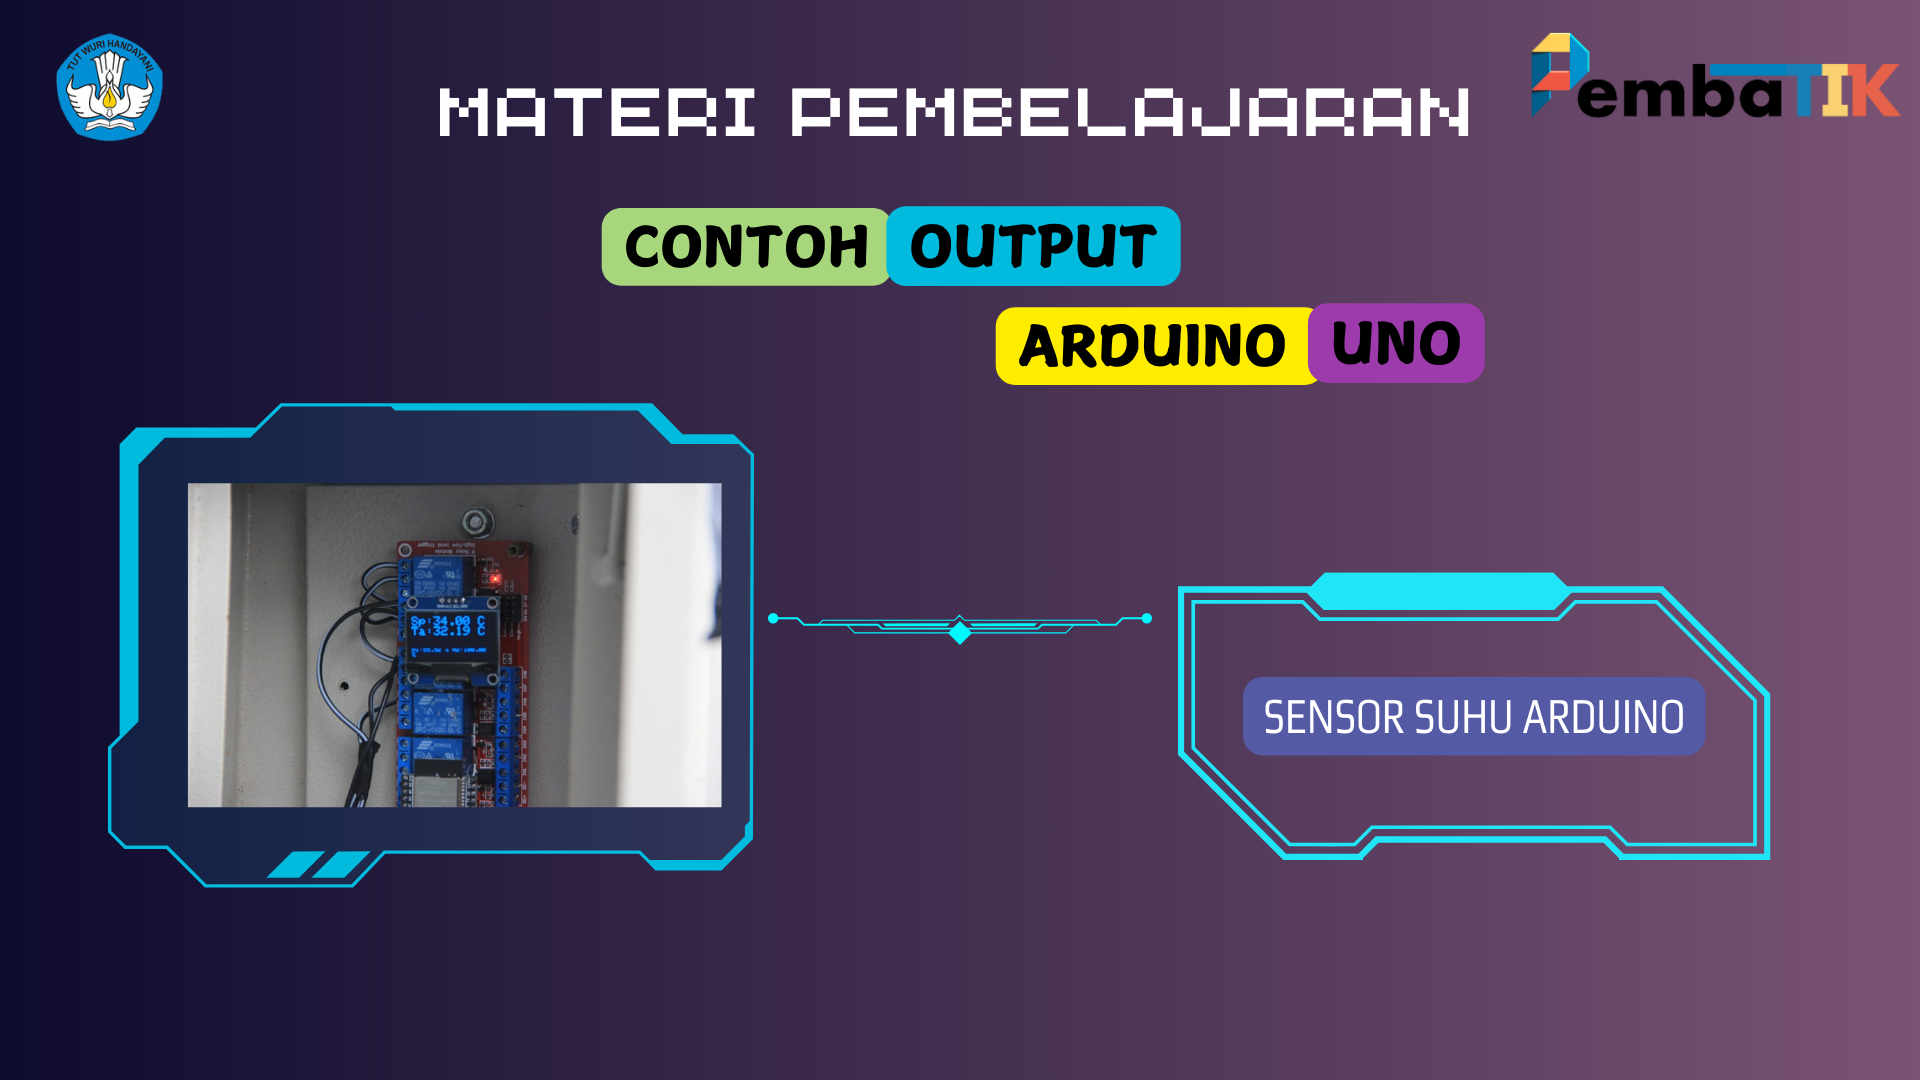 TUT WURI HANDAYANI
PembaTIK
MATERI PEMBELAJARAN
CONTOH OUTPUT
ARDUINO UNO
Sp:34.00 C
Ta:32.19 C
SENSOR SUHU ARDUINO